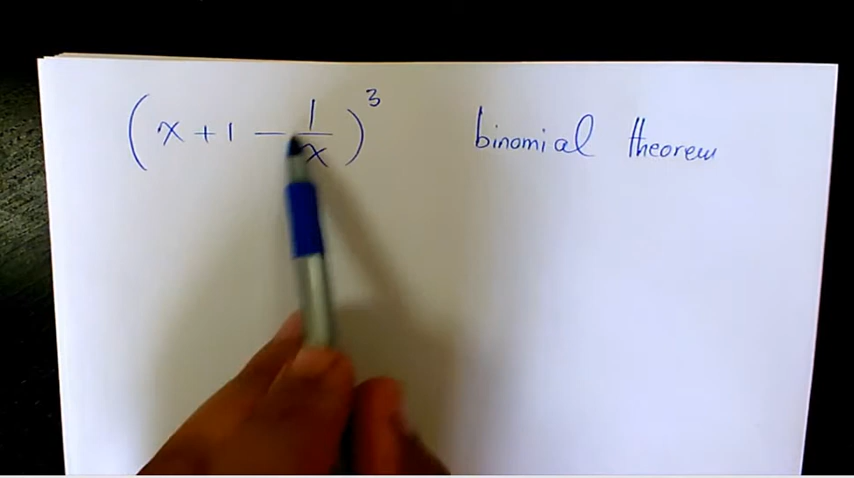 (x + 1 - 1/x)³ binomial theorem